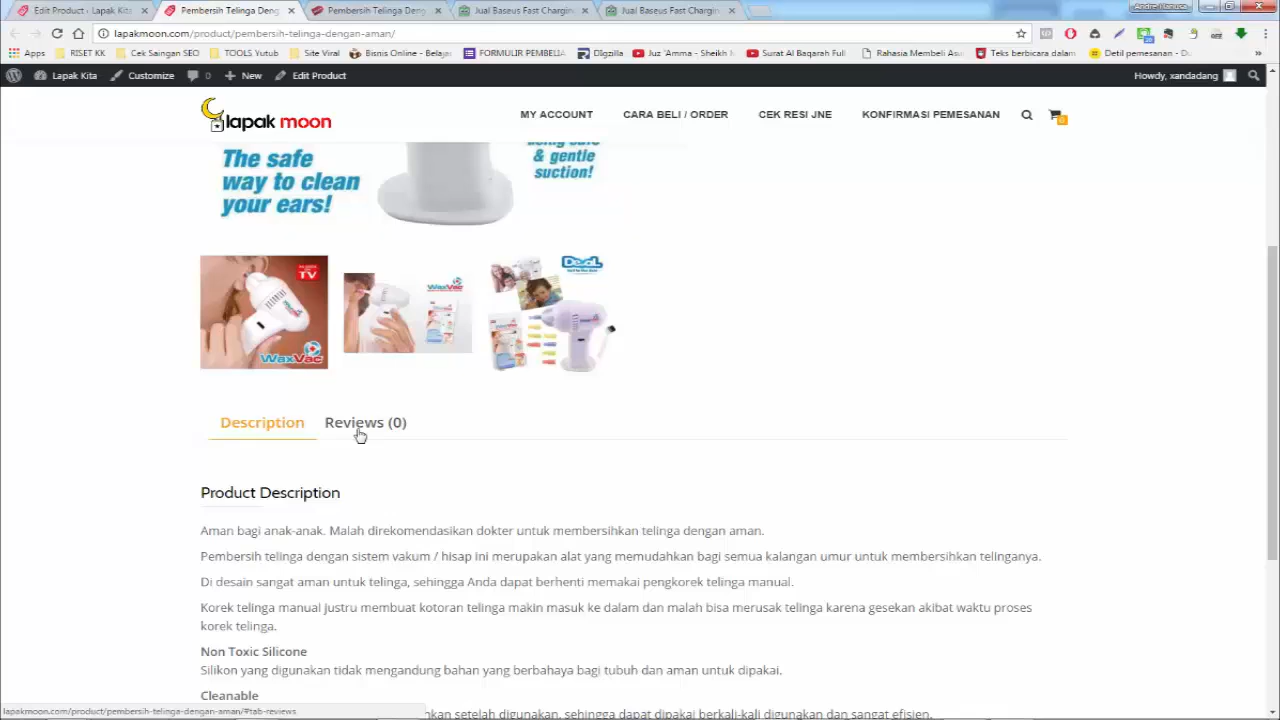 Edit Product ‹ Lapak Kita
Pembersih Telinga Deng
Pembersih Telinga Deng
Jual Baseus Fast Chargin
Jual Baseus Fast Chargin
lapakmoon.com/product/pembersih-telinga-dengan-aman/
Apps
RISET KK
Cek Saingan SEO
TOOLS Yutub
Site Viral
Bisnis Online - Belaja
FORMULIR PEMBELIA
Dligzilla
Juz 'Amma - Sheikh
Surat Al Baqarah Full
Rahasia Membeli Asu
Teks berbicara dalam
Detil pemesanan - D
Lapak Kita
Customize
0
New
Edit Product
Howdy, xandadang
lapak moon
MY ACCOUNT
CARA BELI / ORDER
CEK RESI JNE
KONFIRMASI PEMESANAN
The safe
way to clean
your ears!
being safe
& gentle
suction!
TV
WaxVac
WaxVac
Description
Reviews (0)
Product Description
Aman bagi anak-anak. Malah direkomendasikan dokter untuk membersihkan telinga dengan aman.
Pembersih telinga dengan sistem vakum / hisap ini merupakan alat yang memudahkan bagi semua kalangan umur untuk membersihkan telinganya.
Di desain sangat aman untuk telinga, sehingga Anda dapat berhenti memakai pengkorek telinga manual.
Korek telinga manual justru membuat kotoran telinga makin masuk ke dalam dan malah bisa merusak telinga karena gesekan akibat waktu proses
korek telinga.
Non Toxic Silicone
Silikon yang digunakan tidak mengandung bahan yang berbahaya bagi tubuh dan aman untuk dipakai.
Cleanable
setelah digunakan, sehingga dapat dipakai berkali-kali digunakan dan sangat efisien.
lapakmoon.com/product/pembersih-telinga-dengan-aman/#tab-reviews